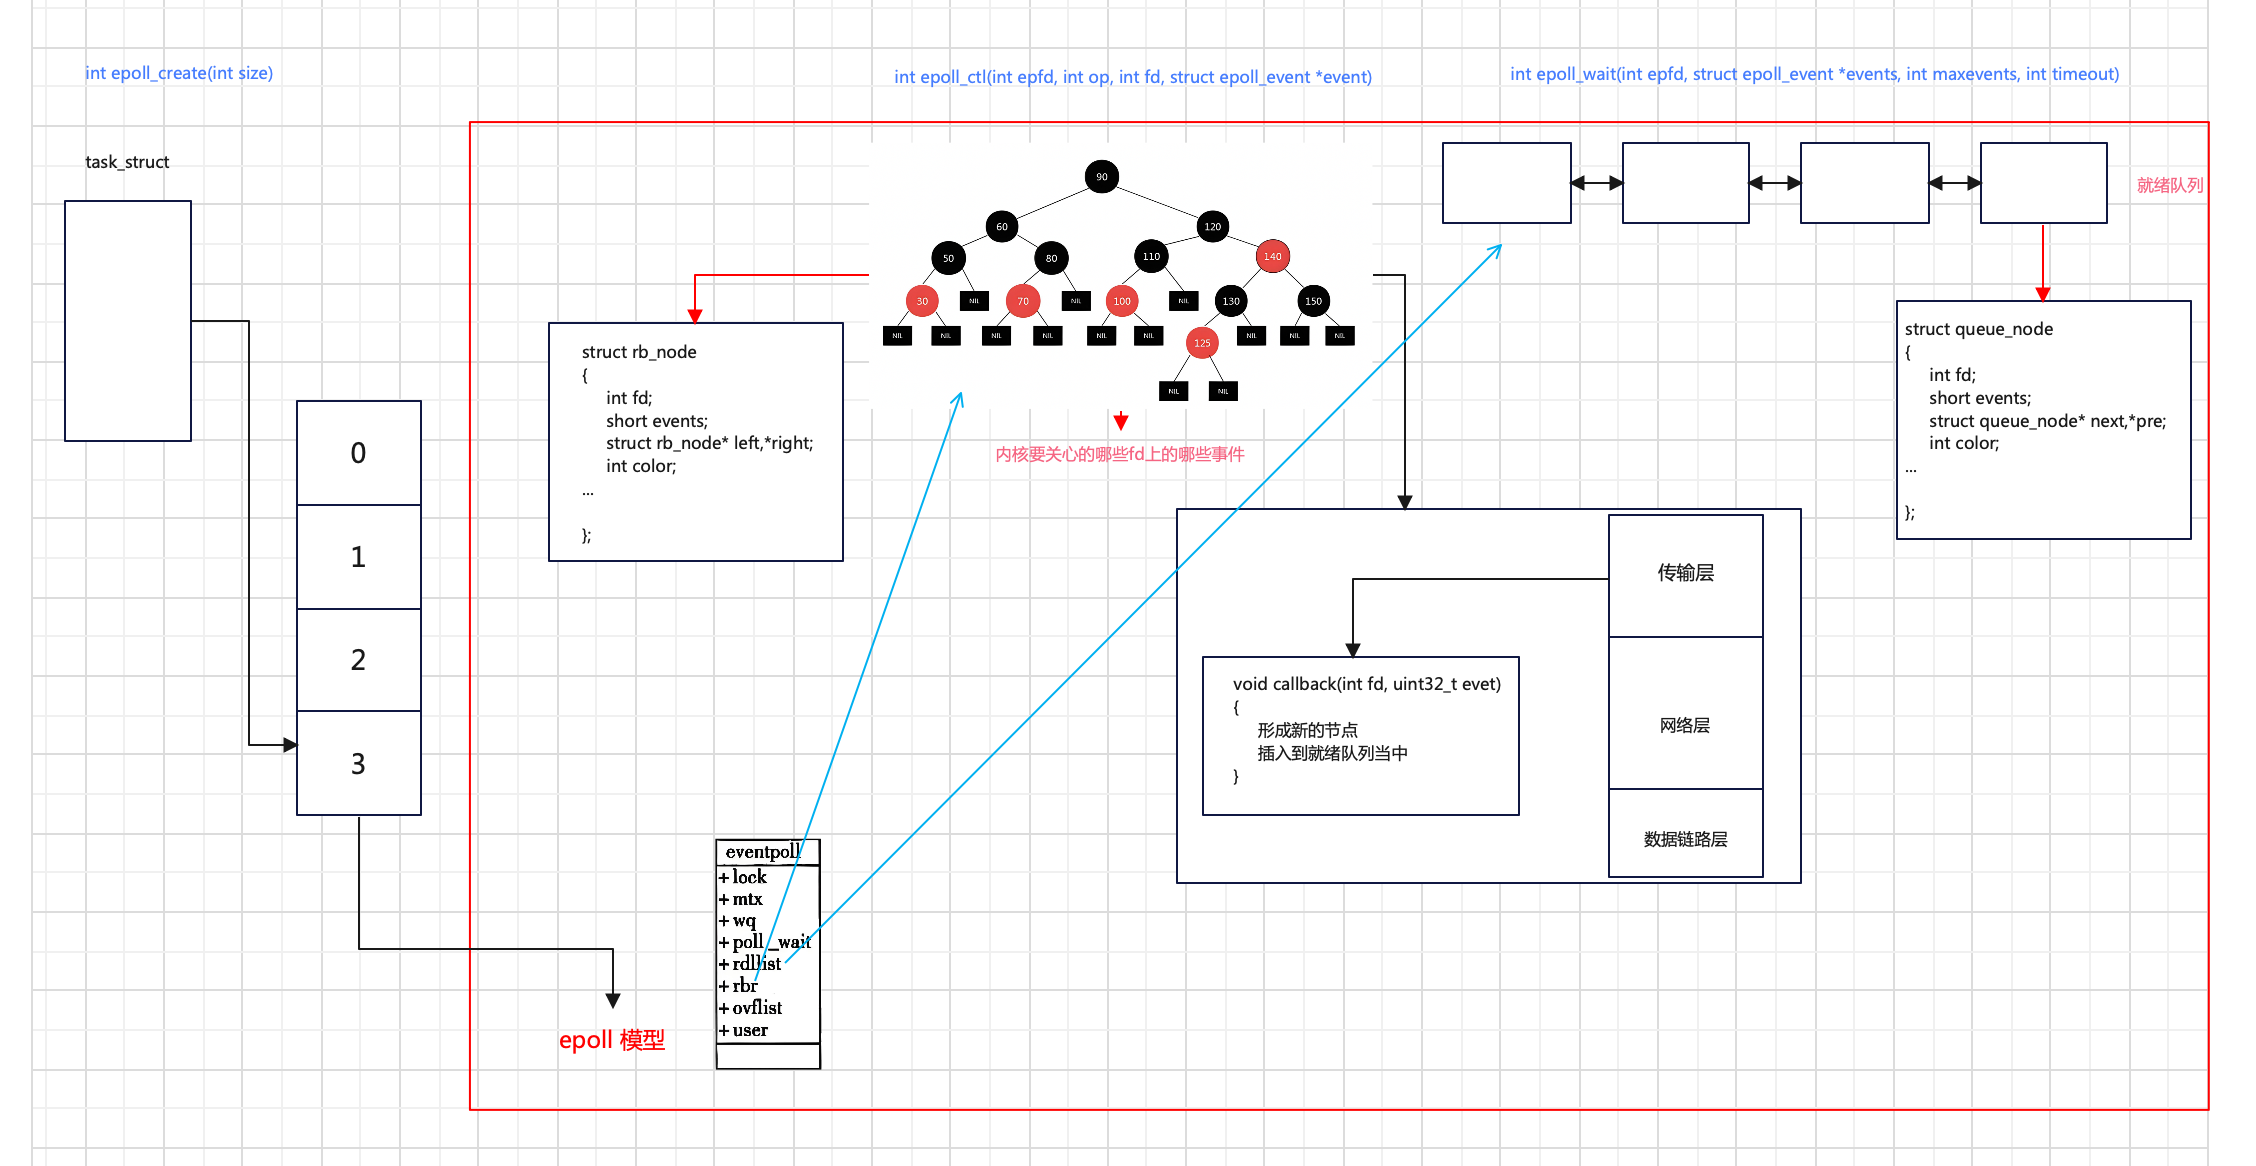 int epoll_create(int size)
int epoll_ctl(int epfd, int op, int fd, struct epoll_event *event)
int epoll_wait(int epfd, struct epoll_event *events, int maxevents, int timeout)
task_struct
0
1
2
3
struct rb_node
{
int fd;
short events;
struct rb_node* left,*right;
int color;
...
};
90
60
120
50
80
110
140
30
NIL
70
NIL
100
NIL
130
150
NIL
NIL
NIL
NIL
NIL
NIL
125
NIL
NIL
NIL
NIL
NIL
内核要关心的哪些fd上的哪些事件
就绪队列
struct queue_node
{
int fd;
short events;
struct queue_node* next,*pre;
int color;
...
};
传输层
网络层
数据链路层
void callback(int fd, uint32_t evet)
{
形成新的节点
插入到就绪队列当中
}
eventpoll
+ lock
+ mtx
+ wq
+ poll_wait
+ rdllist
+ rbr
+ ovflist
+ user
epoll 模型